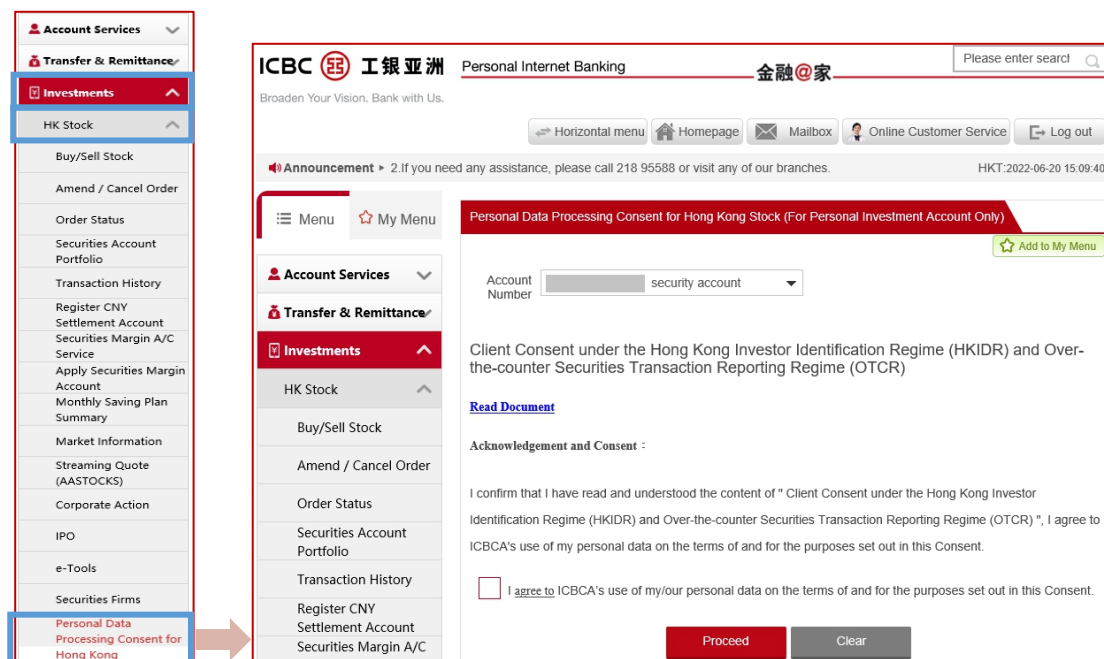 Account Services
Transfer & Remittance
Investments
HK Stock
Buy/Sell Stock
Amend / Cancel Order
Order Status
Securities Account
Portfolio
Transaction History
Register CNY
Settlement Account
Securities Margin A/C
Service
Apply Securities Margin
Account
Monthly Saving Plan
Summary
Market Information
Streaming Quote
(AASTOCKS)
Corporate Action
IPO
e-Tools
Securities Firms
Personal Data
Processing Consent for
Hong Kong
ICBC 工银亚洲 Personal Internet Banking 金融@家 Please enter search
Broaden Your Vision. Bank with Us.
Horizontal menu Homepage Mailbox Online Customer Service Log out
Announcement 2.If you need any assistance, please call 218 95588 or visit any of our branches. HKT:2022-06-20 15:09:40
Menu My Menu
Account Services
Transfer & Remittance
Investments
HK Stock
Buy/Sell Stock
Amend / Cancel Order
Order Status
Securities Account
Portfolio
Transaction History
Register CNY
Settlement Account
Securities Margin A/C
Personal Data Processing Consent for Hong Kong Stock (For Personal Investment Account Only)
Add to My Menu
Account
Number
security account
Client Consent under the Hong Kong Investor Identification Regime (HKIDR) and Over-
the-counter Securities Transaction Reporting Regime (OTCR)
Read Document
Acknowledgement and Consent :
I confirm that I have read and understood the content of " Client Consent under the Hong Kong Investor
Identification Regime (HKIDR) and Over-the-counter Securities Transaction Reporting Regime (OTCR) ", I agree to
ICBCA's use of my personal data on the terms of and for the purposes set out in this Consent.
I agree to ICBCA's use of my/our personal data on the terms of and for the purposes set out in this Consent.
Proceed Clear